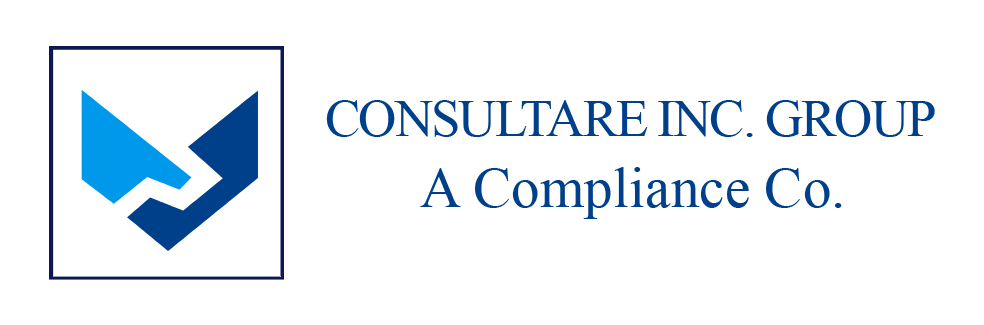 CONSULTARE INC. GROUP
A Compliance Co.